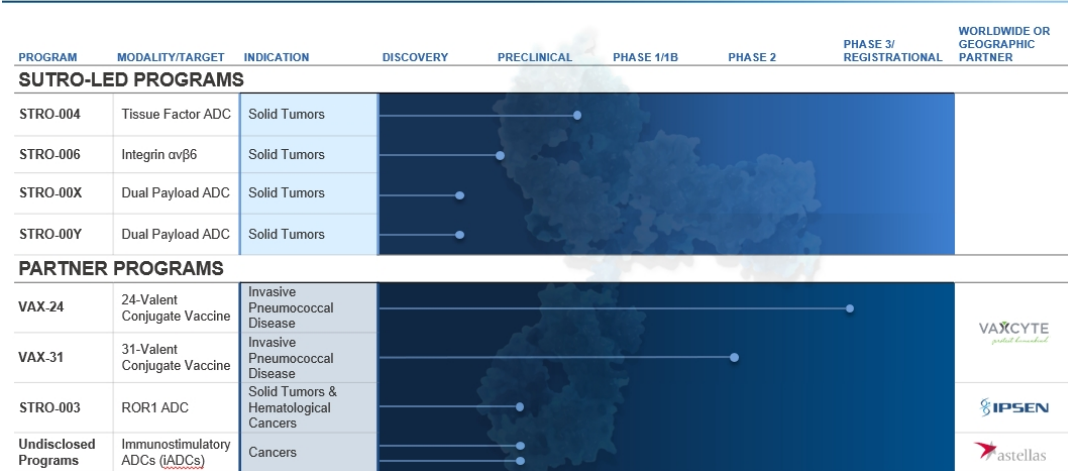 PROGRAM MODALITY/TARGET INDICATION DISCOVERY PRECLINICAL PHASE 1/1B PHASE 2 PHASE 3/ REGISTRATIONAL WORLDWIDE OR GEOGRAPHIC PARTNER
SUTRO-LED PROGRAMS
STRO-004 Tissue Factor ADC Solid Tumors
STRO-006 Integrin αvβ6 Solid Tumors
STRO-00X Dual Payload ADC Solid Tumors
STRO-00Y Dual Payload ADC Solid Tumors
PARTNER PROGRAMS
VAX-24
24-Valent
Conjugate Vaccine
Invasive
Pneumococcal
Disease
VAXCYTE
protect humankind
VAX-31
31-Valent
Conjugate Vaccine
Invasive
Pneumococcal
Disease
STRO-003
ROR1 ADC
Solid Tumors &
Hematological
Cancers
IPSEN
Undisclosed
Programs
Immunostimulatory
ADCs (iADCs)
Cancers
astellas